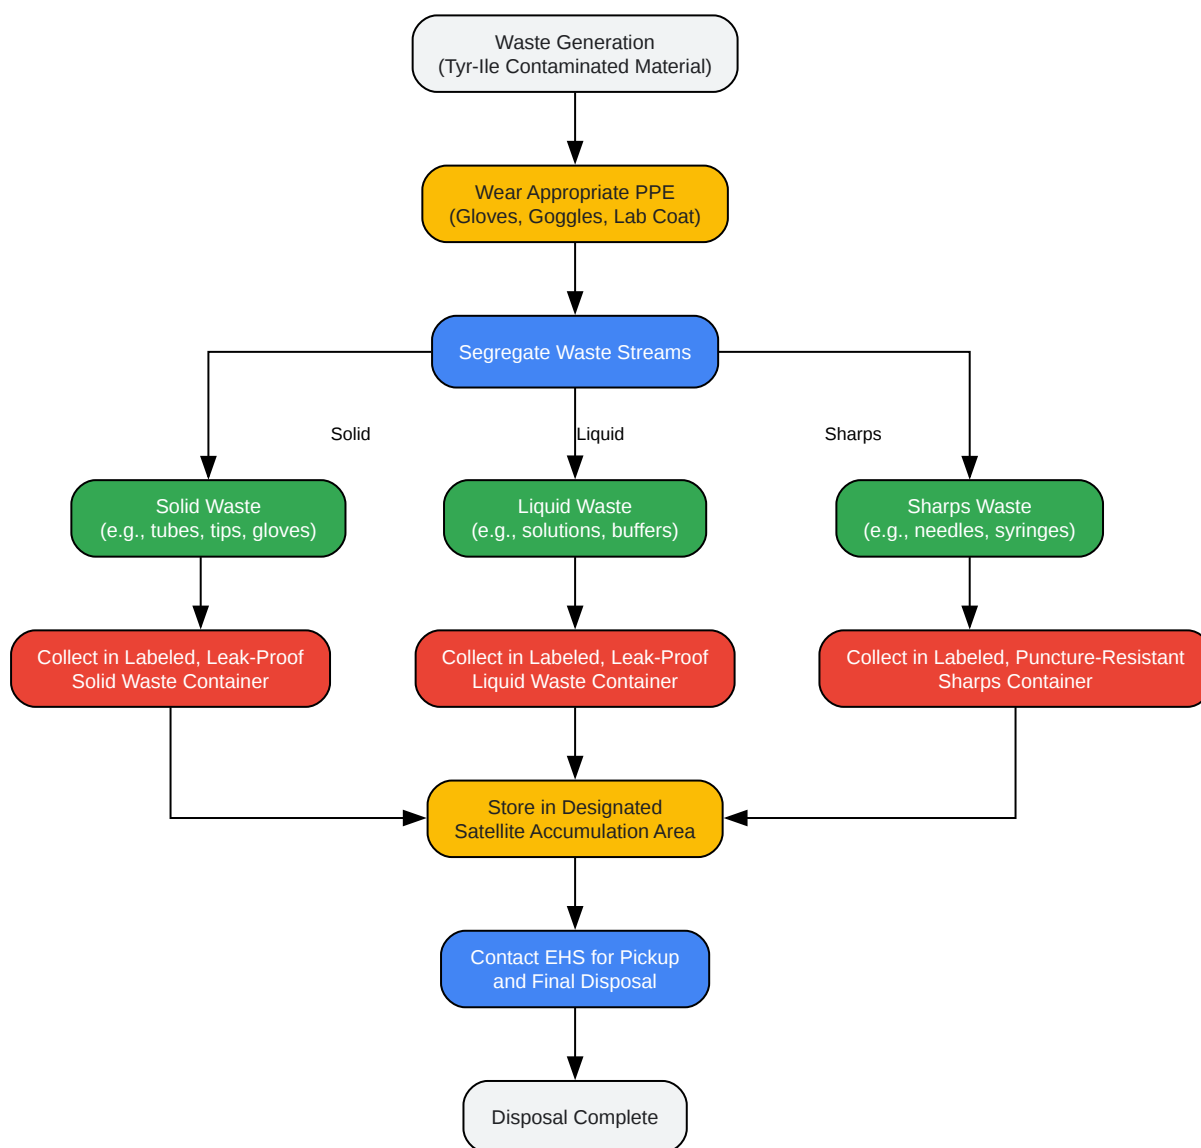 Waste Generation
(Tyr-Ile Contaminated Material)
Wear Appropriate PPE
(Gloves, Goggles, Lab Coat)
Segregate Waste Streams
Solid
Liquid
Sharps
Solid Waste
(e.g., tubes, tips, gloves)
Liquid Waste
(e.g., solutions, buffers)
Sharps Waste
(e.g., needles, syringes)
Collect in Labeled, Leak-Proof
Solid Waste Container
Collect in Labeled, Leak-Proof
Liquid Waste Container
Collect in Labeled, Puncture-Resistant
Sharps Container
Store in Designated
Satellite Accumulation Area
Contact EHS for Pickup
and Final Disposal
Disposal Complete